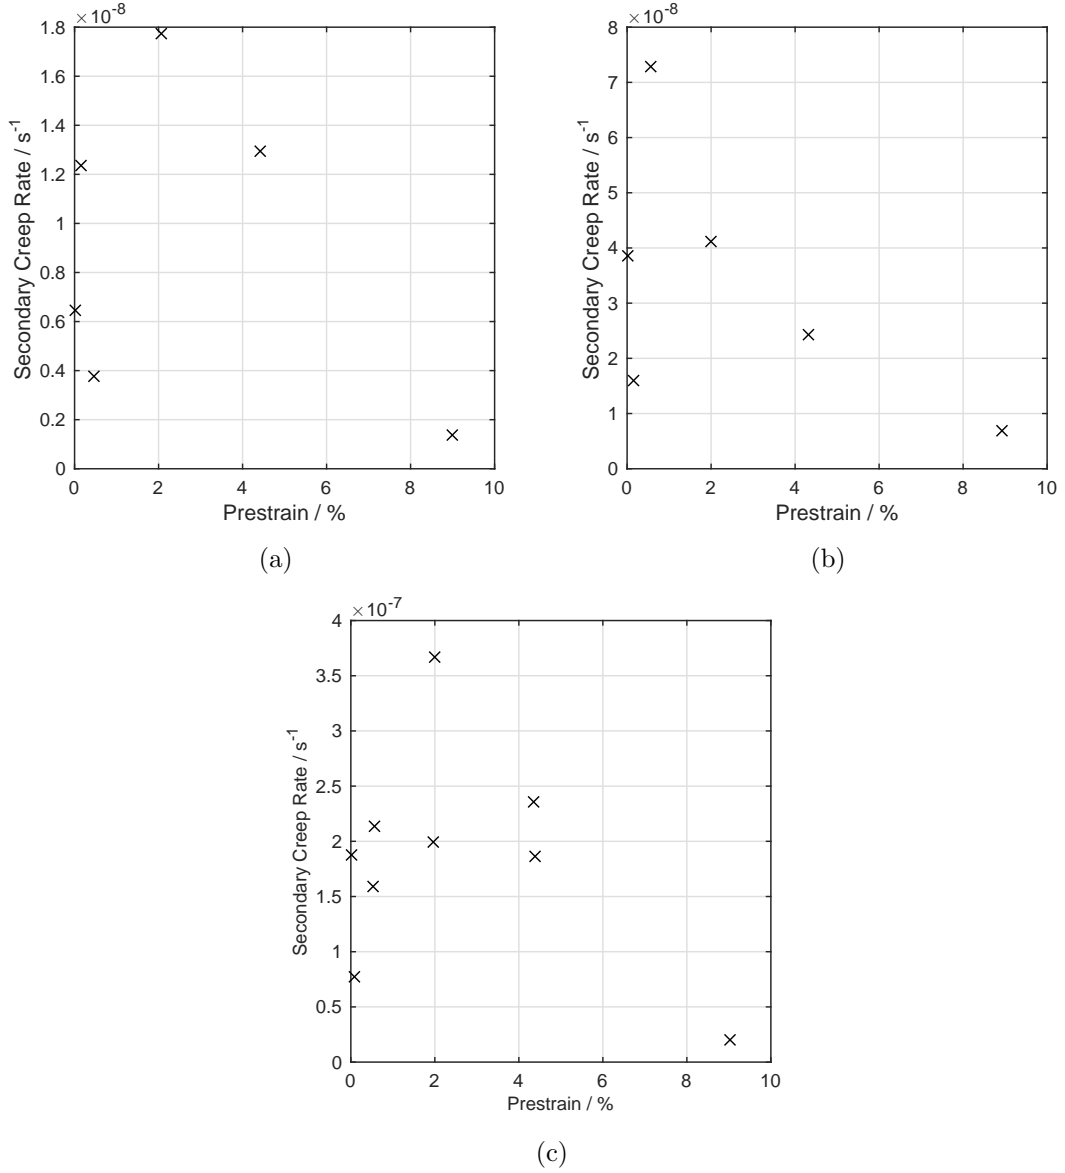 ×10-8
1.8
1.6
1.4
1.2
1
0.8
0.6
0.4
0.2
0
0 2 4 6 8 10
Secondary Creep Rate / s-1
Prestrain / %
(a)
×10-8
8
7
6
5
4
3
2
1
0
0 2 4 6 8 10
Secondary Creep Rate / s-1
Prestrain / %
(b)
×10-7
4
3.5
3
2.5
2
1.5
1
0.5
0
0 2 4 6 8 10
Secondary Creep Rate / s-1
Prestrain / %
(c)